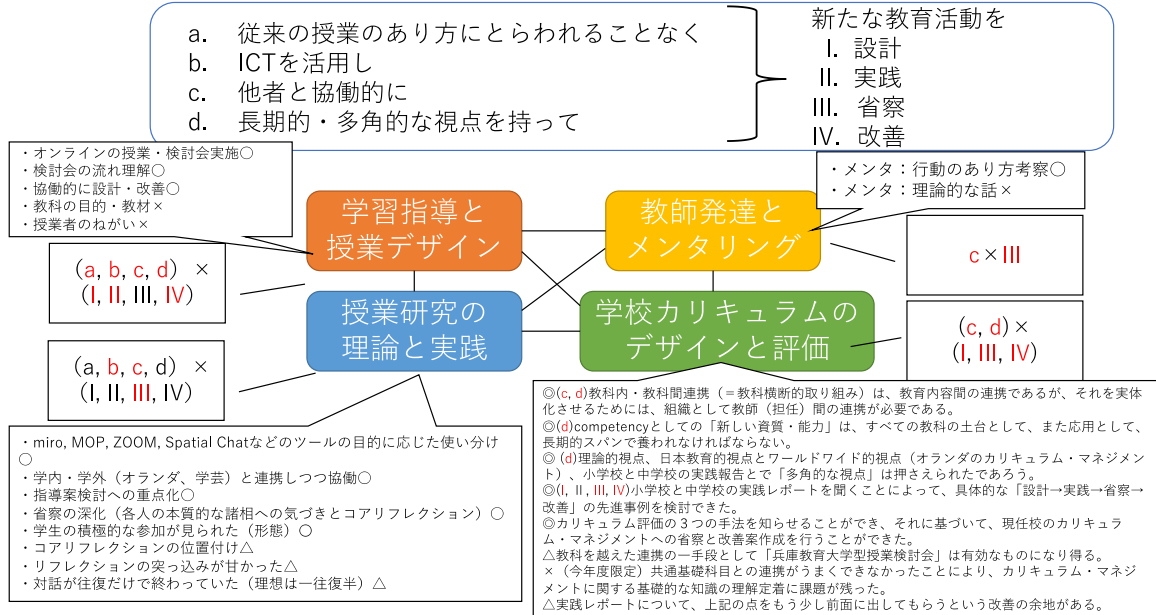 a. 従来の授業のあり方にとらわれることなく
b. ICTを活用し
c. 他者と協働的に
d. 長期的・多角的な視点を持って
新たな教育活動を
I. 設計
II. 実践
III. 省察
IV. 改善
・オンラインの授業・検討会実施○
・検討会の流れ理解○
・協働的に設計・改善○
・教科の目的・教材×
・授業者のねがい×
・メンタ：行動のあり方考察○
・メンタ：理論的な話×
学習指導と
授業デザイン
教師発達と
メンタリング
(a, b, c, d) ×
(I, II, III, IV)
c×III
授業研究の
理論と実践
学校カリキュラムの
デザインと評価
(a, b, c, d) ×
(I, II, III, IV)
(c, d)×
(I, III, IV)
・miro, MOP, ZOOM, Spatial Chatなどのツールの目的に応じた使い分け
○
・学内・学外（オランダ、学芸）と連携しつつ協働○
・指導案検討への重点化○
・省察の深化（各人の本質的な諸相への気づきとコアリフレクション）○
・学生の積極的な参加が見られた（形態）○
・コアリフレクションの位置付け△
・リフレクションの突っ込みが甘かった△
・対話が往復だけで終わっていた（理想は一往復半）△
◎(c, d)教科内・教科間連携（＝教科横断的取り組み）は、教育内容間の連携であるが、それを実体
化させるためには、組織として教師（担任）間の連携が必要である。
◎(d)competencyとしての「新しい資質・能力」は、すべての教科の土台として、また応用として、
長期的スパンで養われなければならない。
◎ (d)理論的視点、日本教育的視点とワールドワイド的視点（オランダのカリキュラム・マネジメン
ト）、小学校と中学校の実践報告とで「多角的な視点」は押さえられたであろう。
◎(I, II, III, IV)小学校と中学校の実践レポートを聞くことによって、具体的な「設計→実践→省察→
改善」の先進事例を検討できた。
◎カリキュラム評価の３つの手法を知らせることができ、それに基づいて、現任校のカリキュラ
ム・マネジメントへの省察と改善案作成を行うことができた。
△教科を越えた連携の一手段として「兵庫教育大学型授業検討会」は有効なものになり得る。
×（今年度限定）共通基礎科目との連携がうまくできなかったことにより、カリキュラム・マネジ
メントに関する基礎的な知識の理解定着に課題が残った。
△実践レポートについて、上記の点をもう少し前面に出してもらうという改善の余地がある。